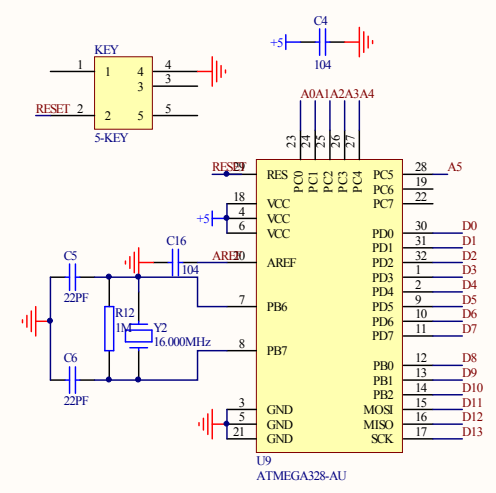 C4
+5
104
KEY
1 1 4 4
3 3
RESET 2 2 5 5
5-KEY
A0A1A2A3A4
23 24 25 26 27
PC0 PC1 PC2 PC3 PC4
RESET 29 RES PC5 28 A5
PC6 19
18 VCC PC7 22
+5 4 VCC
6 VCC PD0 30 D0
PD1 31 D1
C16 104 AREF 20 AREF PD2 32 D2
PD3 1 D3
PD4 2 D4
C5 22PF
7 PB6 PD5 9 D5
PD6 10 D6
PD7 11 D7
R12 1M Y2 16.000MHz
8 PB7 PB0 12 D8
C6 22PF
PB1 13 D9
PB2 14 D10
3 GND MOSI 15 D11
5 GND MISO 16 D12
21 GND SCK 17 D13
U9
ATMEGA328-AU